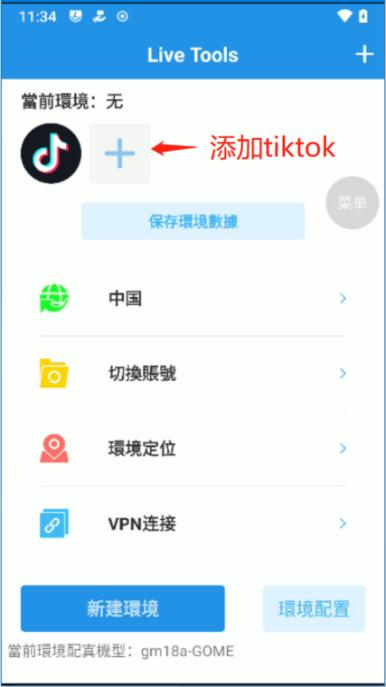 11:34
Live Tools
當前環境：无
添加tiktok
菜单
保存環境數據
中国
切換賬號
環境定位
VPN连接
新建環境
環境配置
當前環境配真機型：gm18a-GOME